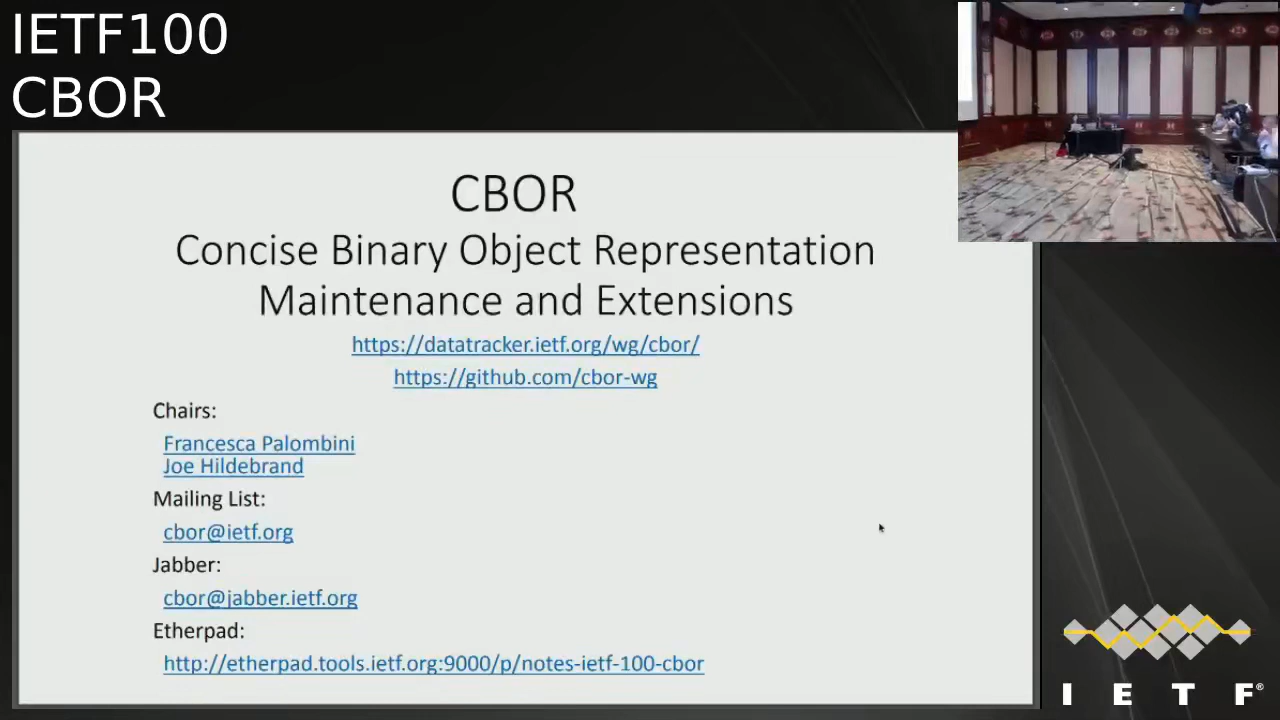 IETF100
CBOR
CBOR
Concise Binary Object Representation
Maintenance and Extensions
https://datatracker.ietf.org/wg/cbor/
https://github.com/cbor-wg
Chairs:
Francesca Palombini
Joe Hildebrand
Mailing List:
cbor@ietf.org
Jabber:
cbor@jabber.ietf.org
Etherpad:
http://etherpad.tools.ietf.org:9000/p/notes-ietf-100-cbor
I E T F®